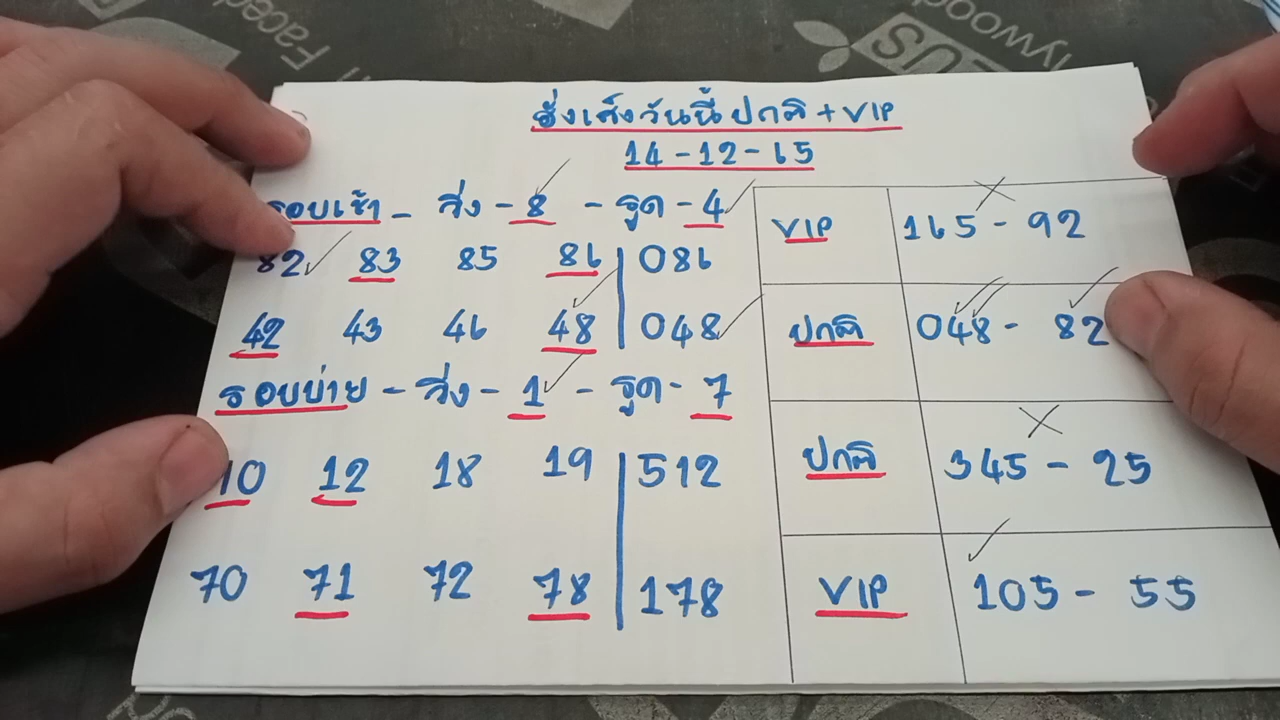 ฮั่งเส็งวันนี้ ปกติ + VIP
14-12-65
รอบเช้า - วิ่ง - 8 - รูด - 4
82 83 85 86 | 086
42 43 46 48 | 048
รอบบ่าย - วิ่ง - 1 - รูด - 7
10 12 18 19 | 512
70 71 72 78 | 178
VIP 165 - 92
ปกติ 048 - 82
ปกติ 345 - 25
VIP 105 - 55